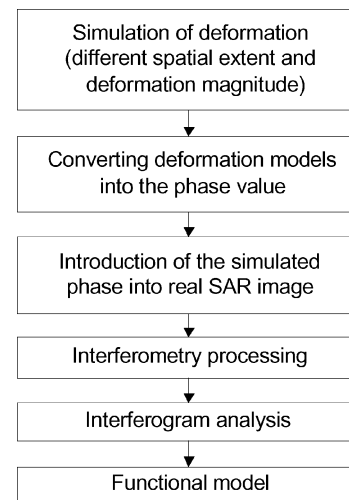 Simulation of deformation
(different spatial extent and
deformation magnitude)
Converting deformation models
into the phase value
Introduction of the simulated
phase into real SAR image
Interferometry processing
Interferogram analysis
Functional model